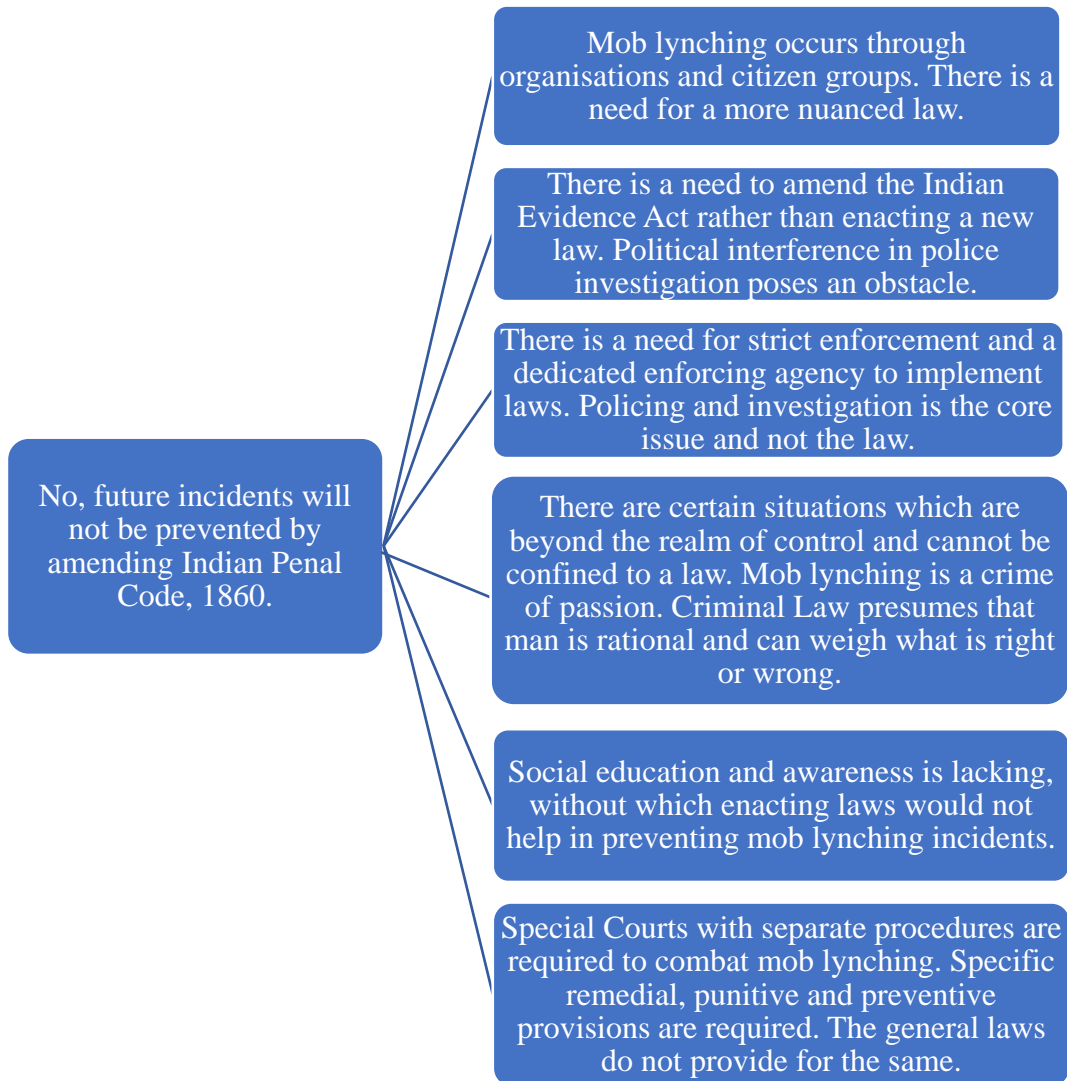 No, future incidents will
not be prevented by
amending Indian Penal
Code, 1860.
Mob lynching occurs through
organisations and citizen groups. There is a
need for a more nuanced law.
There is a need to amend the Indian
Evidence Act rather than enacting a new
law. Political interference in police
investigation poses an obstacle.
There is a need for strict enforcement and a
dedicated enforcing agency to implement
laws. Policing and investigation is the core
issue and not the law.
There are certain situations which are
beyond the realm of control and cannot be
confined to a law. Mob lynching is a crime
of passion. Criminal Law presumes that
man is rational and can weigh what is right
or wrong.
Social education and awareness is lacking,
without which enacting laws would not
help in preventing mob lynching incidents.
Special Courts with separate procedures are
required to combat mob lynching. Specific
remedial, punitive and preventive
provisions are required. The general laws
do not provide for the same.